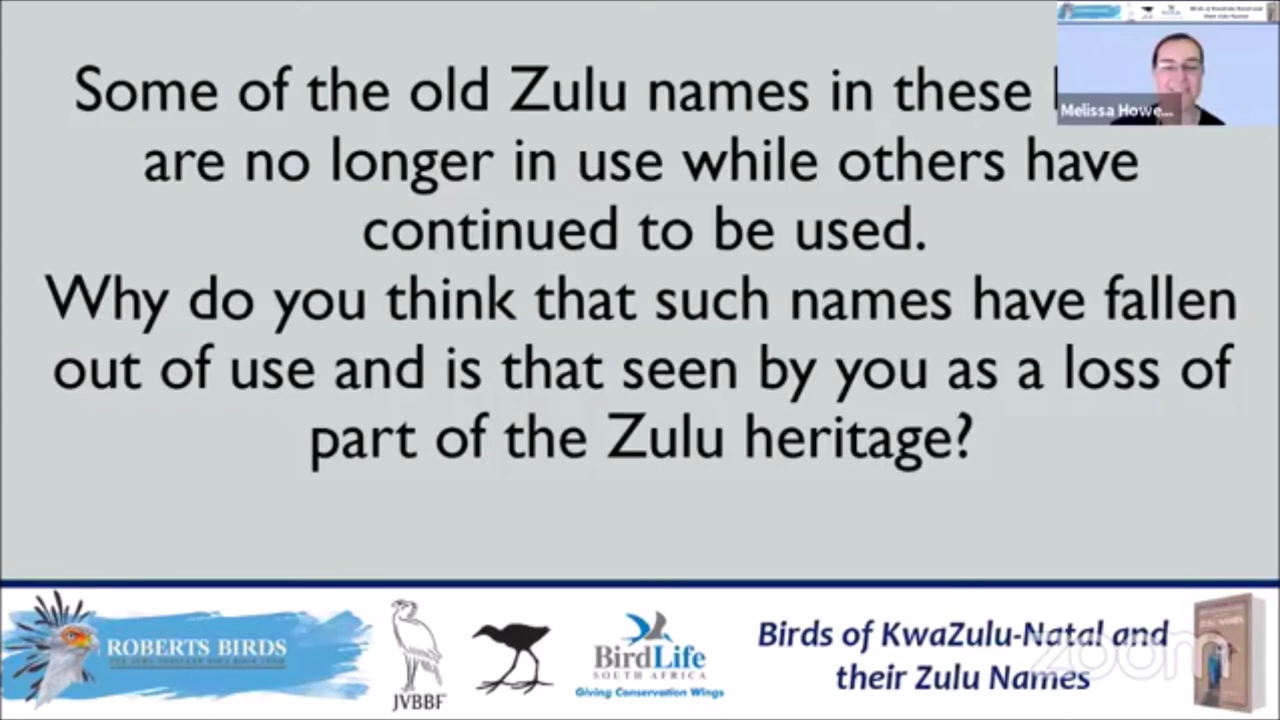 Some of the old Zulu names in these
are no longer in use while others have
continued to be used.
Why do you think that such names have fallen
out of use and is that seen by you as a loss of
part of the Zulu heritage?
Melissa Howe...
ROBERTS BIRDS
JVBBF
BirdLife
SOUTH AFRICA
Giving Conservation Wings
Birds of KwaZulu-Natal and
their Zulu Names
zoom
ZULU NAMES